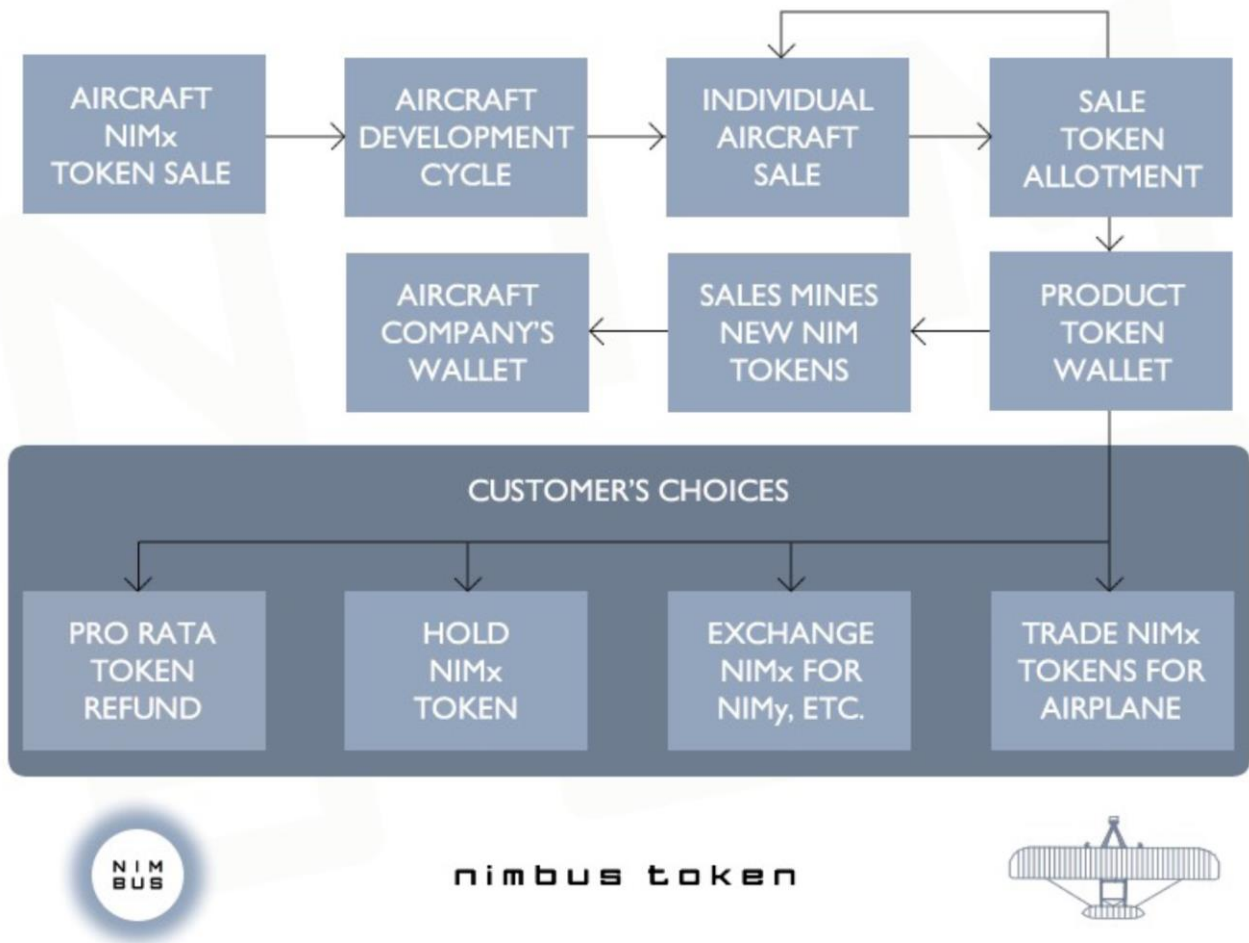 AIRCRAFT
NIMx
TOKEN SALE
AIRCRAFT
DEVELOPMENT
CYCLE
INDIVIDUAL
AIRCRAFT
SALE
SALE
TOKEN
ALLOTMENT
AIRCRAFT
COMPANY'S
WALLET
SALES MINES
NEW NIM
TOKENS
PRODUCT
TOKEN
WALLET
CUSTOMER'S CHOICES
PRO RATA
TOKEN
REFUND
HOLD
NIMx
TOKEN
EXCHANGE
NIMx FOR
NIMy, ETC.
TRADE NIMx
TOKENS FOR
AIRPLANE
NIM
BUS
nimbus token